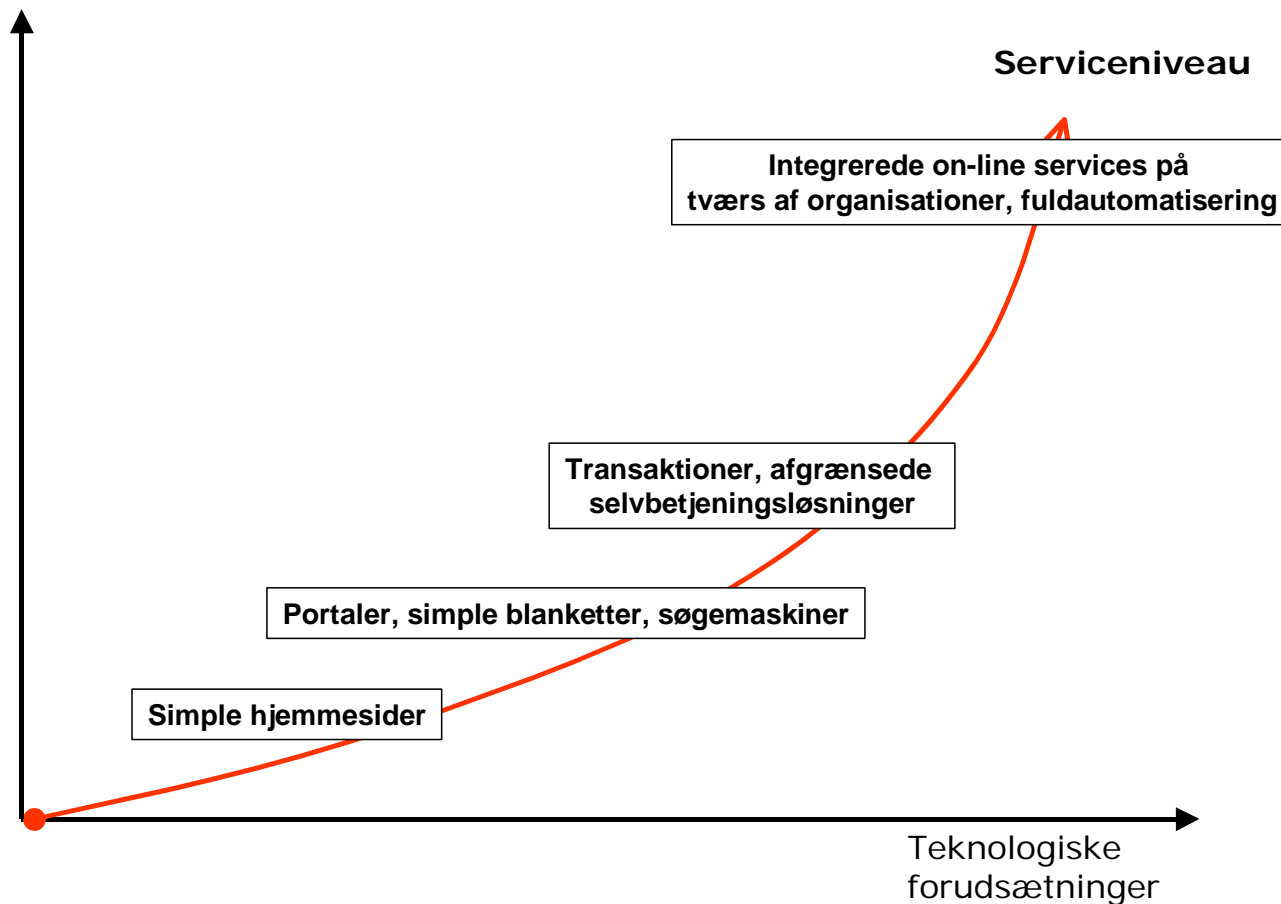 Serviceniveau
Integrerede on-line services på
tværs af organisationer, fuldautomatisering
Transaktioner, afgrænsede
selvbetjeningsløsninger
Portaler, simple blanketter, søgemaskiner
Simple hjemmesider
Teknologiske
forudsætninger